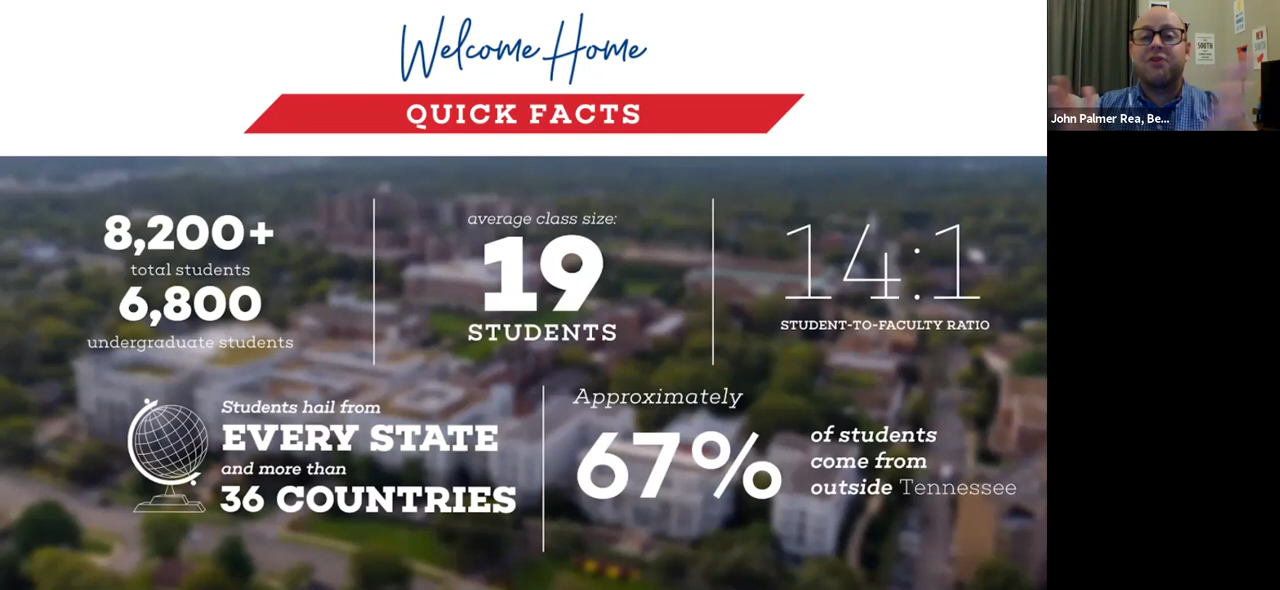 Welcome Home
QUICK FACTS
8,200+
total students
6,800
undergraduate students
average class size:
19
STUDENTS
14:1
STUDENT-TO-FACULTY RATIO
Students hail from
EVERY STATE
and more than
36 COUNTRIES
Approximately
67%
of students
come from
outside Tennessee
SOUTH
John Palmer Rea, Be...